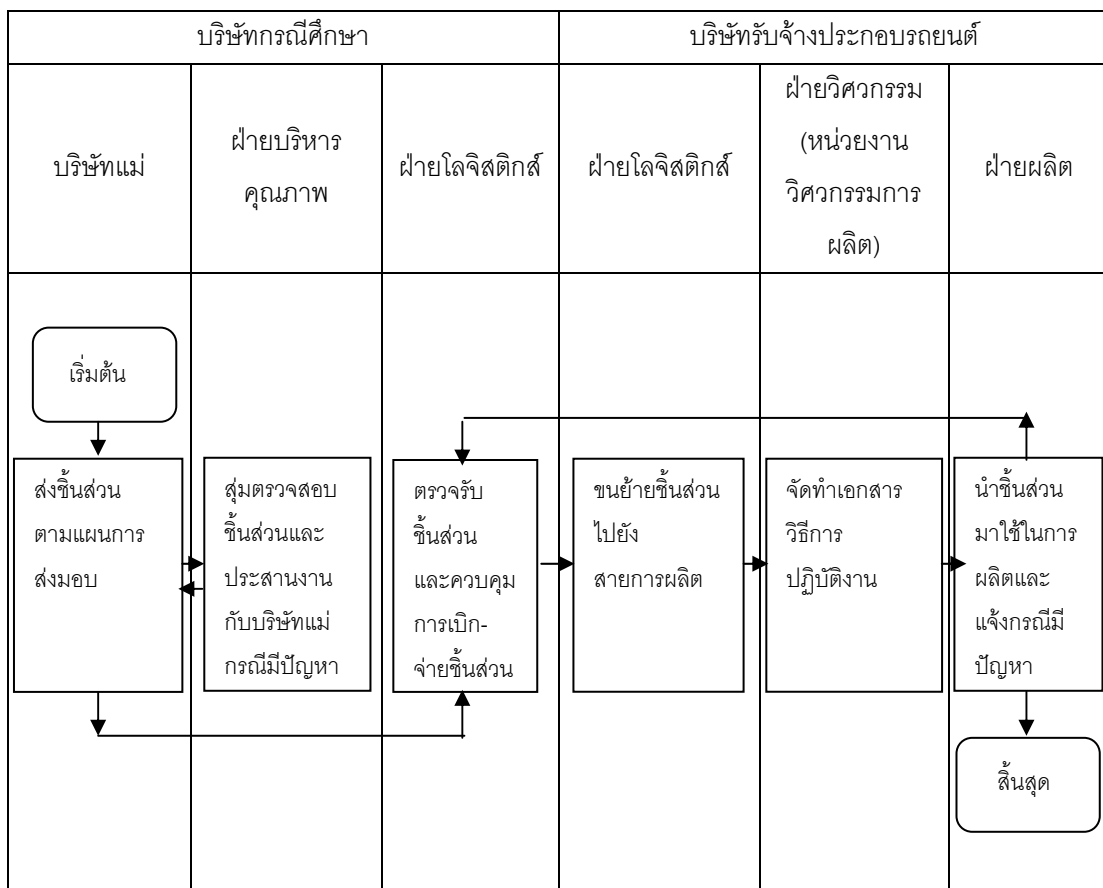 บริษัทกรณีศึกษา
บริษัทรับจ้างประกอบรถยนต์
บริษัทแม่
ฝ่ายบริหาร
คุณภาพ
ฝ่ายโลจิสติกส์
ฝ่ายโลจิสติกส์
ฝ่ายวิศวกรรม
(หน่วยงาน
วิศวกรรมการ
ผลิต)
ฝ่ายผลิต
เริ่มต้น
ส่งชิ้นส่วน
ตามแผนการ
ส่งมอบ
สุ่มตรวจสอบ
ชิ้นส่วนและ
ประสานงาน
กับบริษัทแม่
กรณีมีปัญหา
ตรวจรับ
ชิ้นส่วน
และควบคุม
การเบิก-
จ่ายชิ้นส่วน
ขนย้ายชิ้นส่วน
ไปยัง
สายการผลิต
จัดทำเอกสาร
วิธีการ
ปฏิบัติงาน
นำชิ้นส่วน
มาใช้ในการ
ผลิตและ
แจ้งกรณีมี
ปัญหา
สิ้นสุด